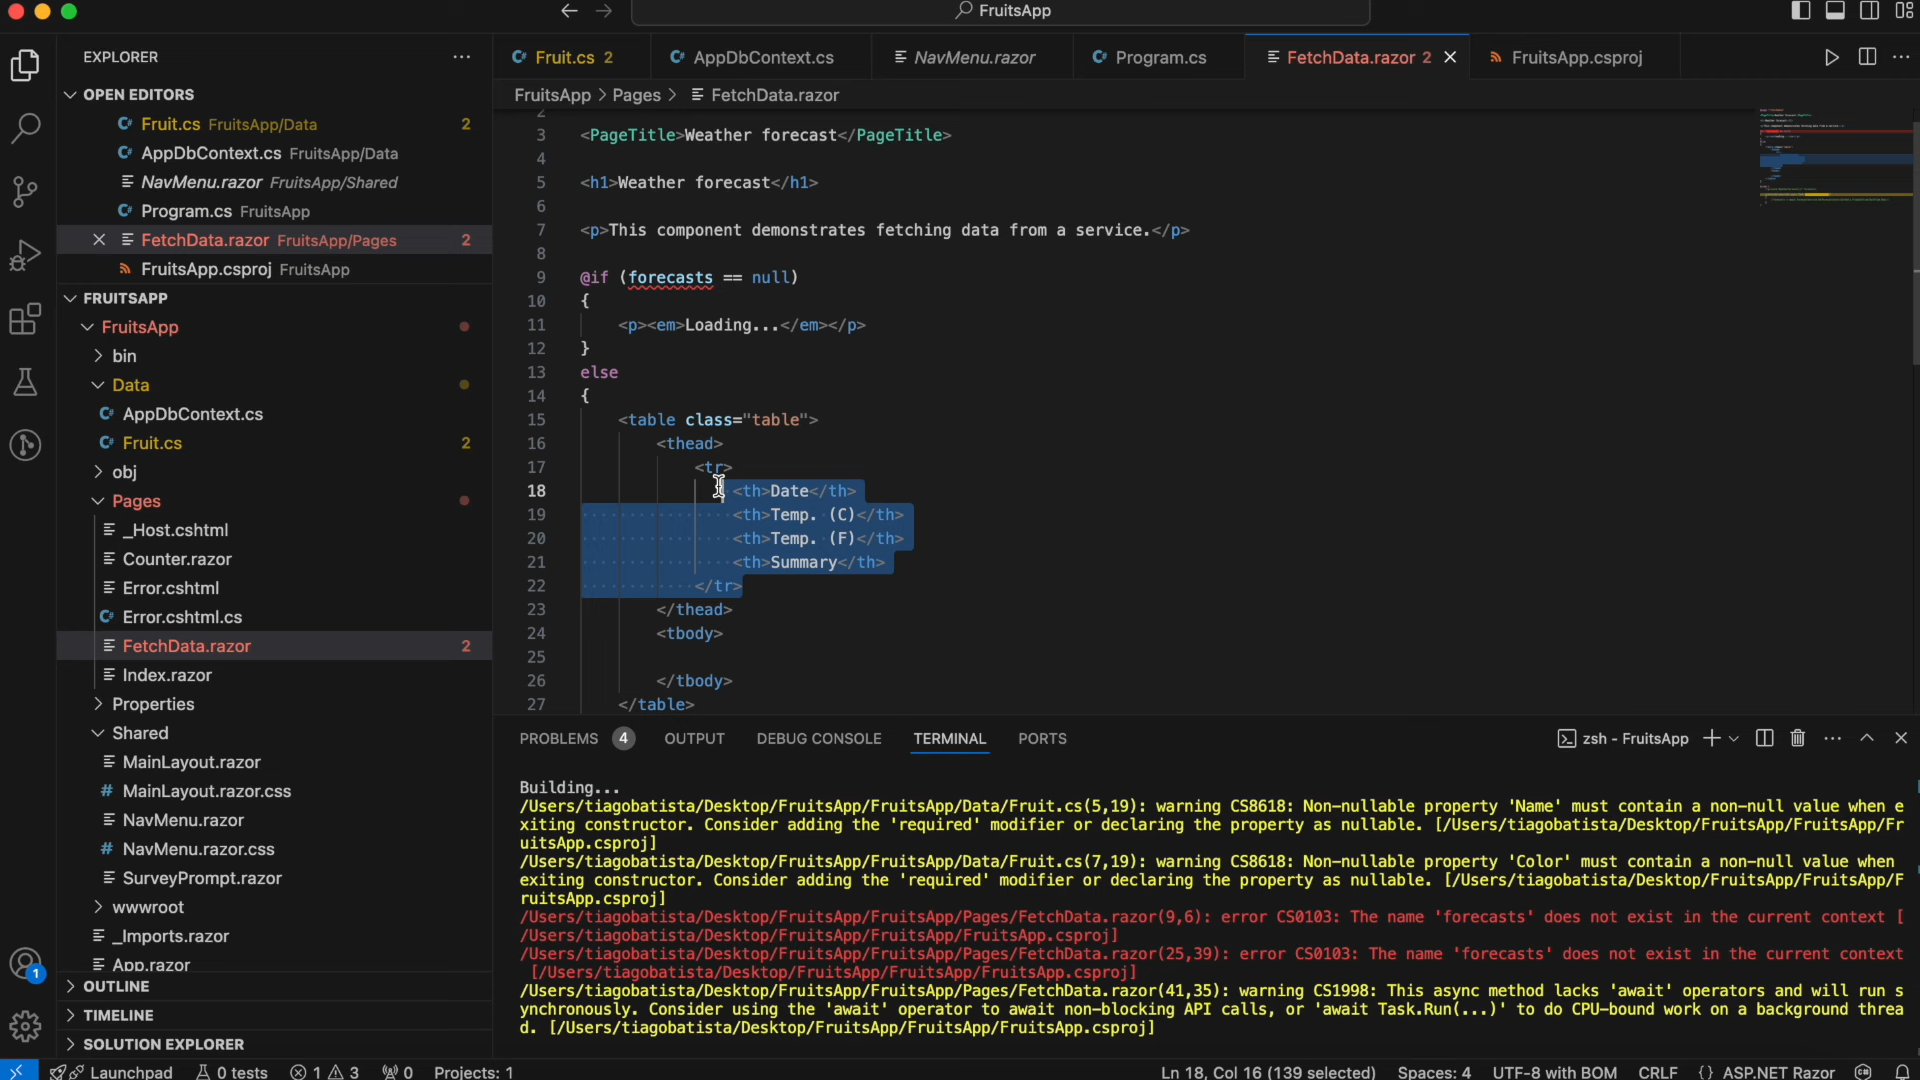 FruitsApp
EXPLORER
OPEN EDITORS
Fruit.cs FruitsApp/Data 2
AppDbContext.cs FruitsApp/Data
NavMenu.razor FruitsApp/Shared
Program.cs FruitsApp
FetchData.razor FruitsApp/Pages 2
FruitsApp.csproj FruitsApp
FRUITSAPP
FruitsApp
bin
Data
AppDbContext.cs
Fruit.cs 2
obj
Pages
_Host.cshtml
Counter.razor
Error.cshtml
Error.cshtml.cs
FetchData.razor 2
Index.razor
Properties
Shared
MainLayout.razor
# MainLayout.razor.css
NavMenu.razor
# NavMenu.razor.css
SurveyPrompt.razor
wwwroot
_Imports.razor
App.razor
OUTLINE
TIMELINE
SOLUTION EXPLORER
1
Fruit.cs 2 AppDbContext.cs NavMenu.razor Program.cs FetchData.razor 2 FruitsApp.csproj
FruitsApp > Pages > FetchData.razor
2
3 <PageTitle>Weather forecast</PageTitle>
4
5 <h1>Weather forecast</h1>
6
7 <p>This component demonstrates fetching data from a service.</p>
8
9 @if (forecasts == null)
10 {
11 <p><em>Loading...</em></p>
12 }
13 else
14 {
15 <table class="table">
16 <thead>
17 <tr>
18 <th>Date</th>
19 <th>Temp. (C)</th>
20 <th>Temp. (F)</th>
21 <th>Summary</th>
22 </tr>
23 </thead>
24 <tbody>
25
26 </tbody>
27 </table>
PROBLEMS 4 OUTPUT DEBUG CONSOLE TERMINAL PORTS zsh - FruitsApp
Building...
/Users/tiagobatista/Desktop/FruitsApp/FruitsApp/Data/Fruit.cs(5,19): warning CS8618: Non-nullable property 'Name' must contain a non-null value when e
xiting constructor. Consider adding the 'required' modifier or declaring the property as nullable. [/Users/tiagobatista/Desktop/FruitsApp/FruitsApp/Fr
uitsApp.csproj]
/Users/tiagobatista/Desktop/FruitsApp/FruitsApp/Data/Fruit.cs(7,19): warning CS8618: Non-nullable property 'Color' must contain a non-null value when
exiting constructor. Consider adding the 'required' modifier or declaring the property as nullable. [/Users/tiagobatista/Desktop/FruitsApp/FruitsApp/F
ruitsApp.csproj]
/Users/tiagobatista/Desktop/FruitsApp/FruitsApp/Pages/FetchData.razor(9,6): error CS0103: The name 'forecasts' does not exist in the current context [
/Users/tiagobatista/Desktop/FruitsApp/FruitsApp/FruitsApp.csproj]
/Users/tiagobatista/Desktop/FruitsApp/FruitsApp/Pages/FetchData.razor(25,39): error CS0103: The name 'forecasts' does not exist in the current context
[/Users/tiagobatista/Desktop/FruitsApp/FruitsApp/FruitsApp.csproj]
/Users/tiagobatista/Desktop/FruitsApp/FruitsApp/Pages/FetchData.razor(41,35): warning CS1998: This async method lacks 'await' operators and will run s
ynchronously. Consider using the 'await' operator to await non-blocking API calls, or 'await Task.Run(...)' to do CPU-bound work on a background threa
d. [/Users/tiagobatista/Desktop/FruitsApp/FruitsApp/FruitsApp.csproj]
Launchpad 0 tests 1 3 0 Projects: 1 Ln 18, Col 16 (139 selected) Spaces: 4 UTF-8 with BOM CRLF {} ASP.NET Razor